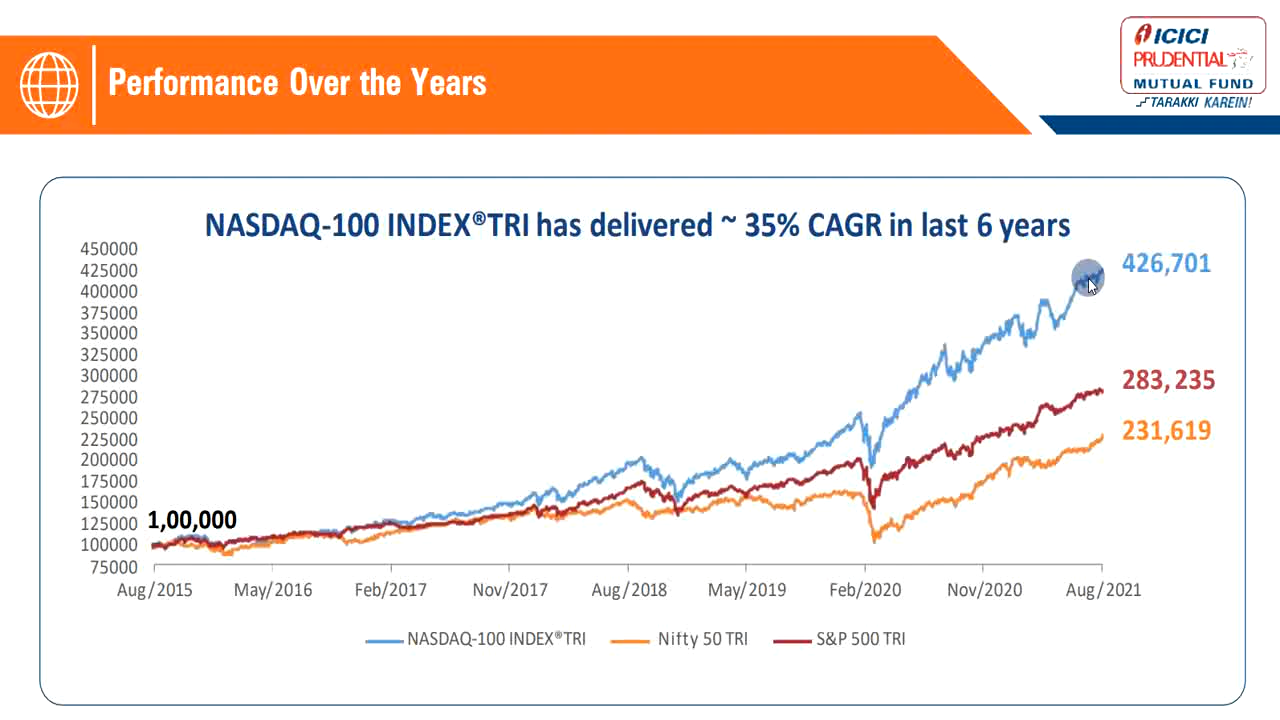 Performance Over the Years
ICICI
PRUDENTIAL
MUTUAL FUND
TARAKKI KAREIN!
NASDAQ-100 INDEX®TRI has delivered ~ 35% CAGR in last 6 years
450000
425000
400000
375000
350000
325000
300000
275000
250000
225000
200000
175000
150000
125000
100000
75000
1,00,000
426,701
283,235
231,619
Aug/2015 May/2016 Feb/2017 Nov/2017 Aug/2018 May/2019 Feb/2020 Nov/2020 Aug/2021
NASDAQ-100 INDEX®TRI Nifty 50 TRI S&P 500 TRI